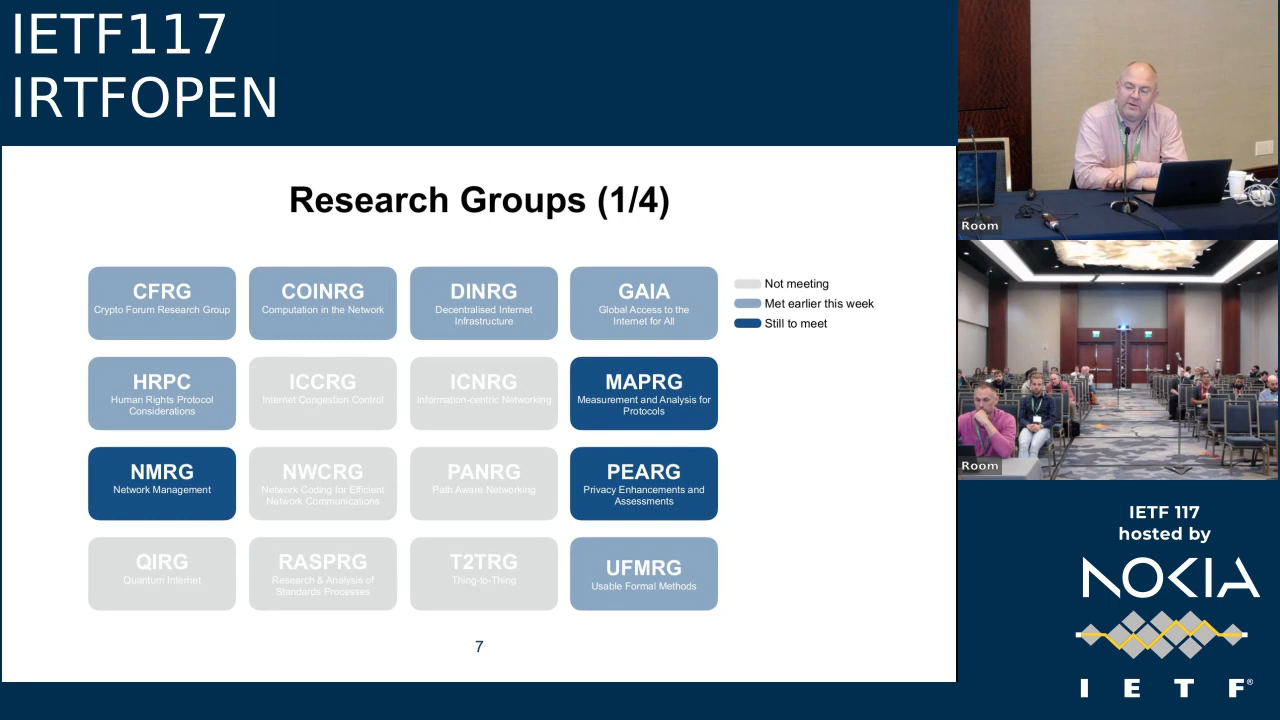 IETF117
IRTFOPEN
Research Groups (1/4)
CFRG
Crypto Forum Research Group
COINRG
Computation in the Network
DINRG
Decentralised Internet
Infrastructure
GAIA
Global Access to the
Internet for All
Not meeting
Met earlier this week
Still to meet
HRPC
Human Rights Protocol
Considerations
ICCRG
Internet Congestion Control
ICNRG
Information-centric Networking
MAPRG
Measurement and Analysis for
Protocols
NMRG
Network Management
NWCRG
Network Coding for Efficient
Network Communications
PANRG
Path Aware Networking
PEARG
Privacy Enhancements and
Assessments
QIRG
Quantum Internet
RASPRG
Research & Analysis of
Standards Processes
T2TRG
Thing-to-Thing
UFMRG
Usable Formal Methods
7
Room
Room
IETF 117
hosted by
NOKIA
I E T F®